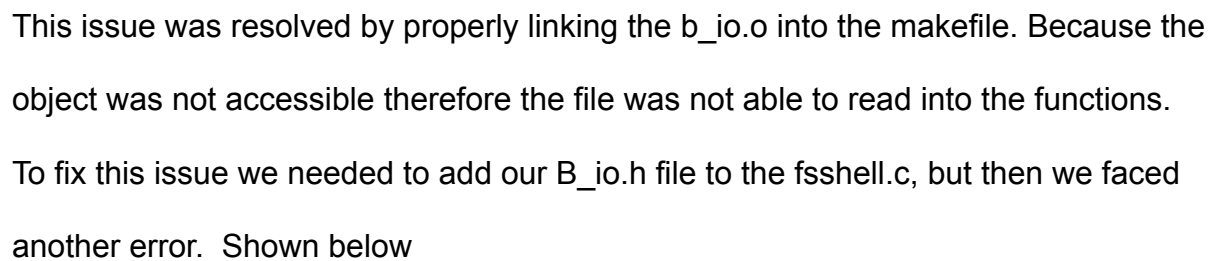 This issue was resolved by properly linking the b_io.o into the makefile. Because the
object was not accessible therefore the file was not able to read into the functions.
To fix this issue we needed to add our B_io.h file to the fsshell.c, but then we faced
another error.  Shown below